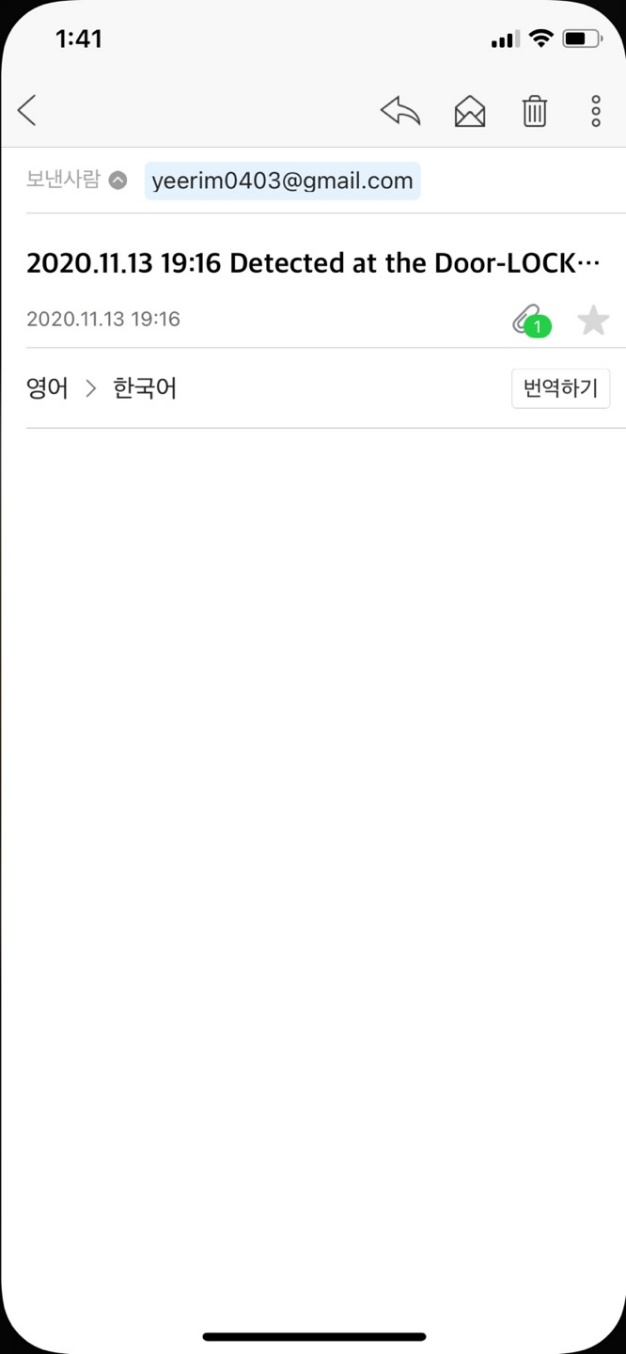 1:41
보낸사람 yeerim0403@gmail.com
2020.11.13 19:16 Detected at the Door-LOCK···
2020.11.13 19:16
1
영어 > 한국어 번역하기